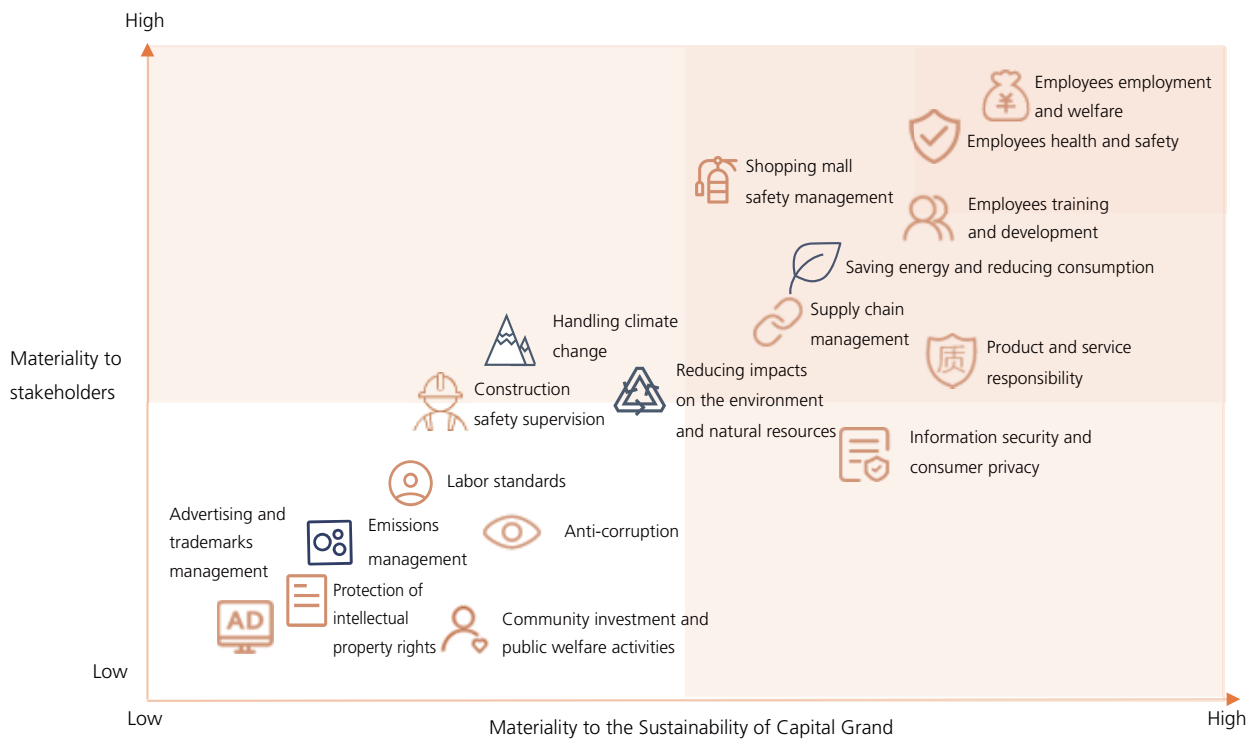 High
Employees employment
and welfare
¥
Employees health and safety
Shopping mall
safety management
Employees training
and development
Saving energy and reducing consumption
Supply chain
management
Handling climate
change
Product and service
responsibility
质
Materiality to
stakeholders
Reducing impacts
on the environment
and natural resources
Construction
safety supervision
Information security and
consumer privacy
Labor standards
Advertising and
trademarks
management
Emissions
management
Anti-corruption
Protection of
intellectual
property rights
AD
Community investment and
public welfare activities
Low
Low
Materiality to the Sustainability of Capital Grand
High